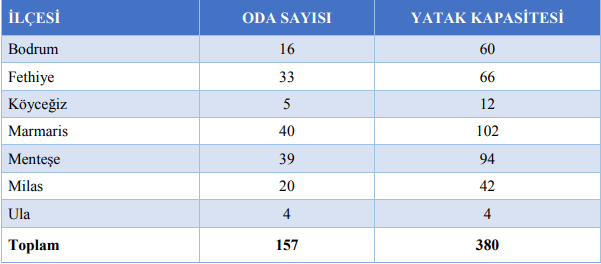 İLÇESİ ODA SAYISI YATAK KAPASİTESİ
Bodrum 16 60
Fethiye 33 66
Köyceğiz 5 12
Marmaris 40 102
Menteşe 39 94
Milas 20 42
Ula 4 4
Toplam 157 380